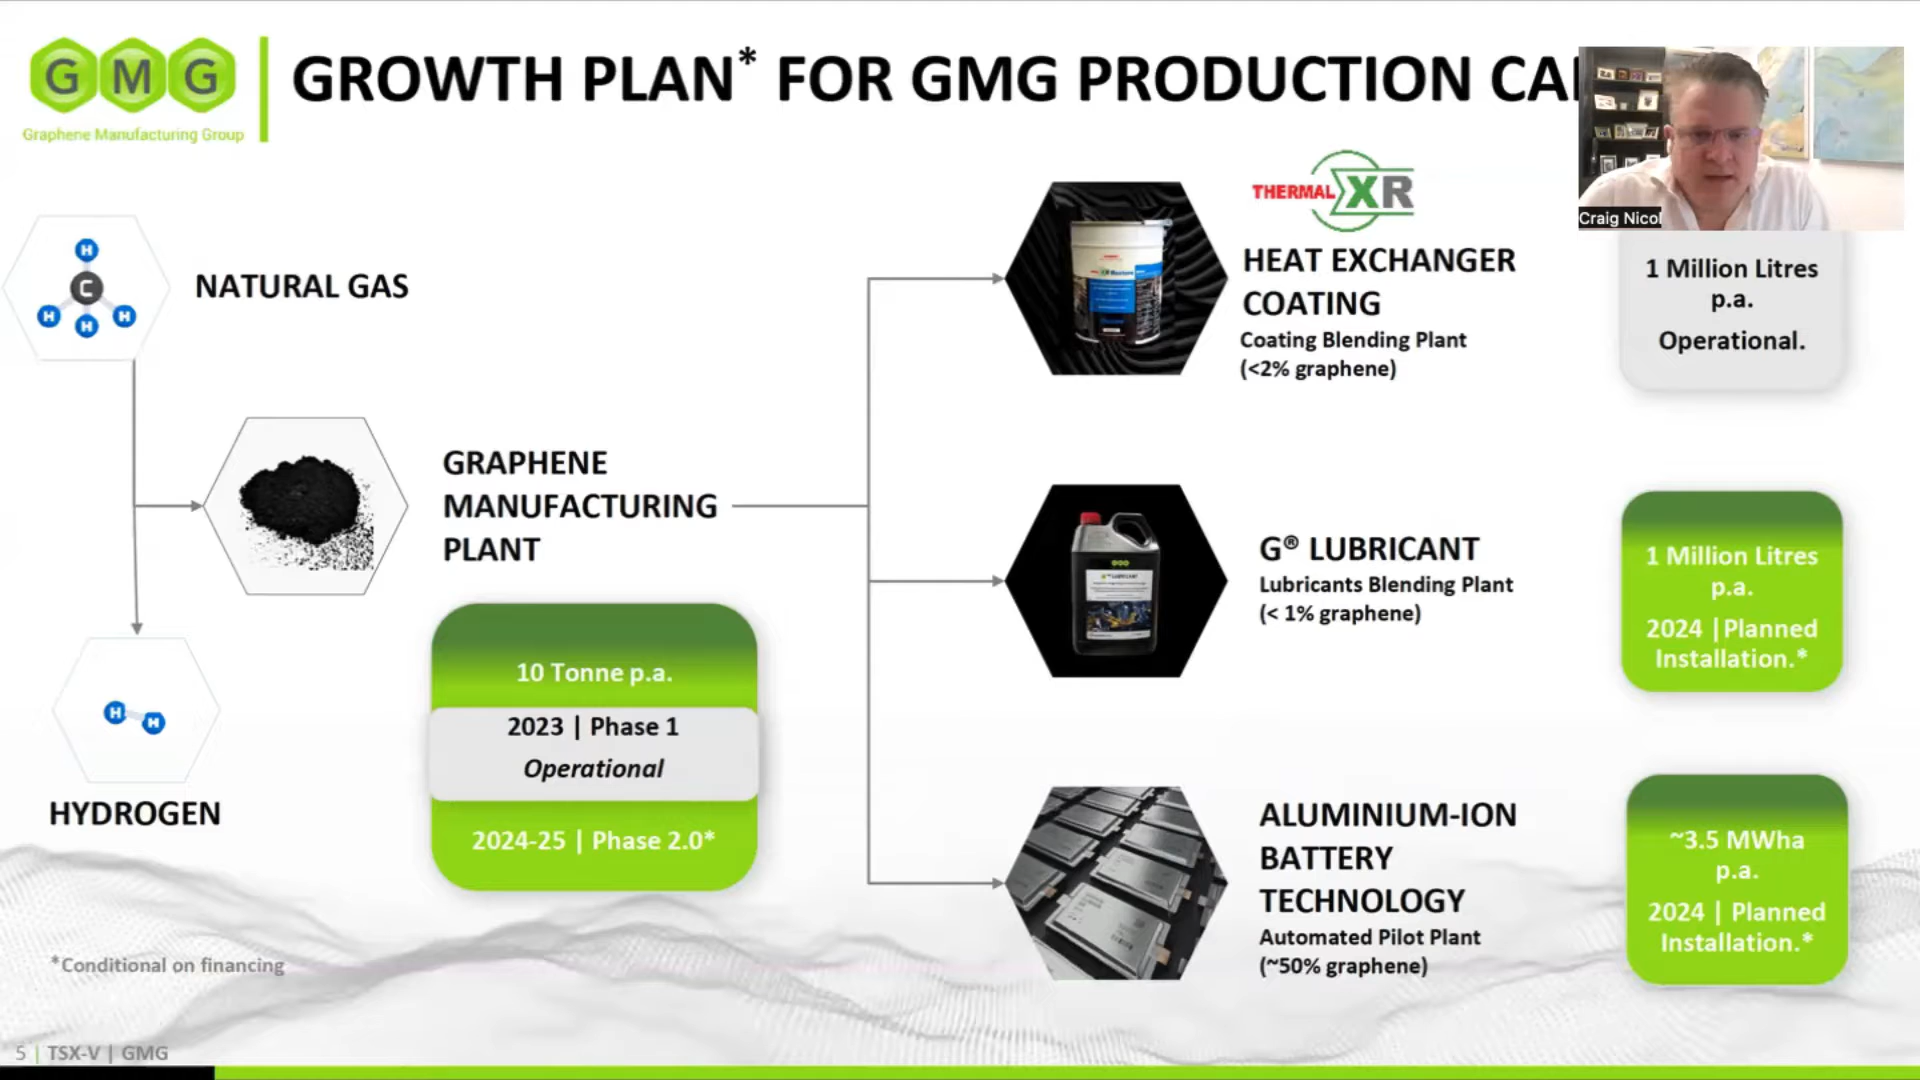 G M G
Graphene Manufacturing Group
GROWTH PLAN* FOR GMG PRODUCTION
Craig Nicol
H
C
H
H
H
NATURAL GAS
THERMAL XR
HEAT EXCHANGER
COATING
Coating Blending Plant
(<2% graphene)
1 Million Litres
p.a.
Operational.
GRAPHENE
MANUFACTURING
PLANT
G® LUBRICANT
Lubricants Blending Plant
(< 1% graphene)
1 Million Litres
p.a.
2024 |Planned
Installation.*
10 Tonne p.a.
2023 | Phase 1
Operational
2024-25 | Phase 2.0*
H
H
HYDROGEN
ALUMINIUM-ION
BATTERY
TECHNOLOGY
Automated Pilot Plant
(~50% graphene)
~3.5 MWha
p.a.
2024 | Planned
Installation.*
*Conditional on financing
5 | TSX-V | GMG